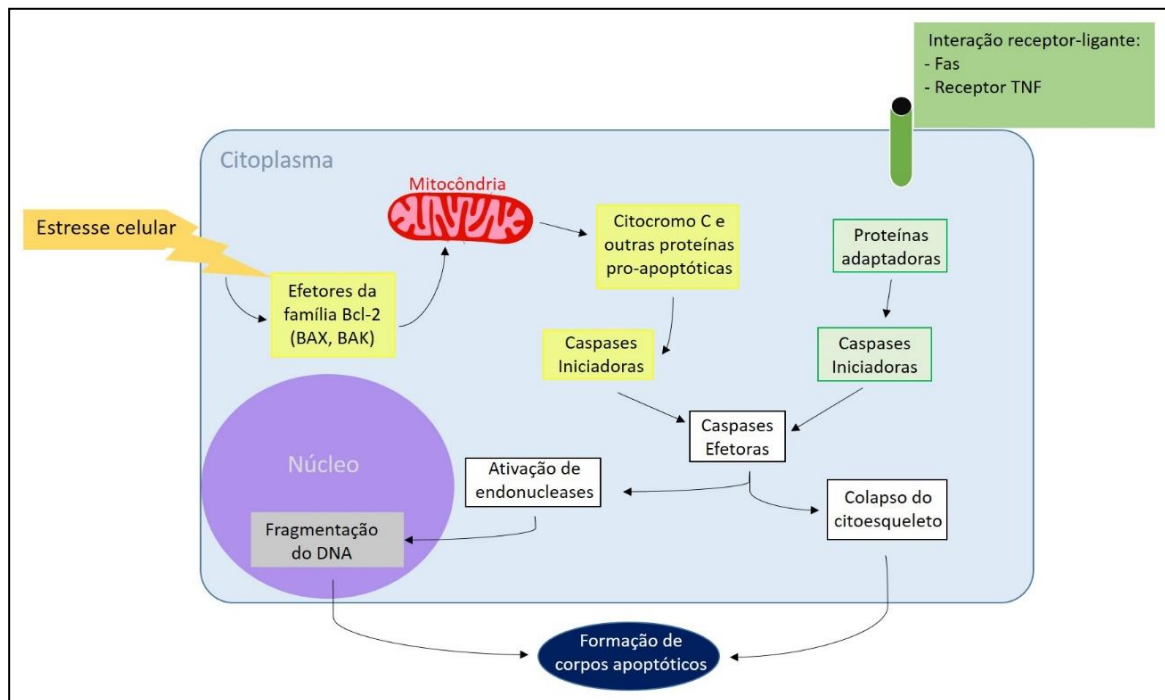 Interação receptor-ligante:
- Fas
- Receptor TNF
Citoplasma
Estresse celular
Mitocôndria
Efetores da
família Bcl-2
(BAX, BAK)
Citocromo C e
outras proteínas
pro-apoptóticas
Caspases
Iniciadoras
Proteínas
adaptadoras
Caspases
Iniciadoras
Caspases
Efetoras
Núcleo
Ativação de
endonucleases
Fragmentação
do DNA
Colapso do
citoesqueleto
Formação de
corpos apoptóticos